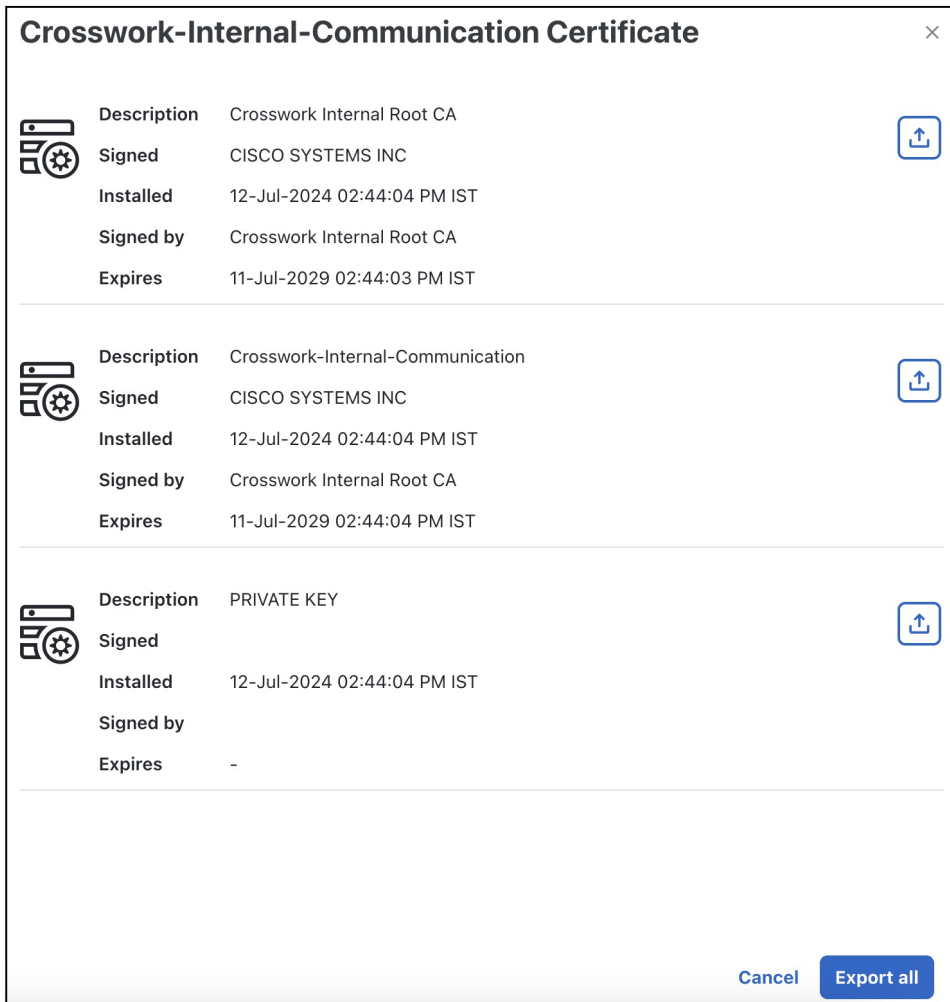 Crosswork-Internal-Communication Certificate
Description Crosswork Internal Root CA
Signed CISCO SYSTEMS INC
Installed 12-Jul-2024 02:44:04 PM IST
Signed by Crosswork Internal Root CA
Expires 11-Jul-2029 02:44:03 PM IST
Description Crosswork-Internal-Communication
Signed CISCO SYSTEMS INC
Installed 12-Jul-2024 02:44:04 PM IST
Signed by Crosswork Internal Root CA
Expires 11-Jul-2029 02:44:04 PM IST
Description PRIVATE KEY
Signed
Installed 12-Jul-2024 02:44:04 PM IST
Signed by
Expires -
Cancel Export all